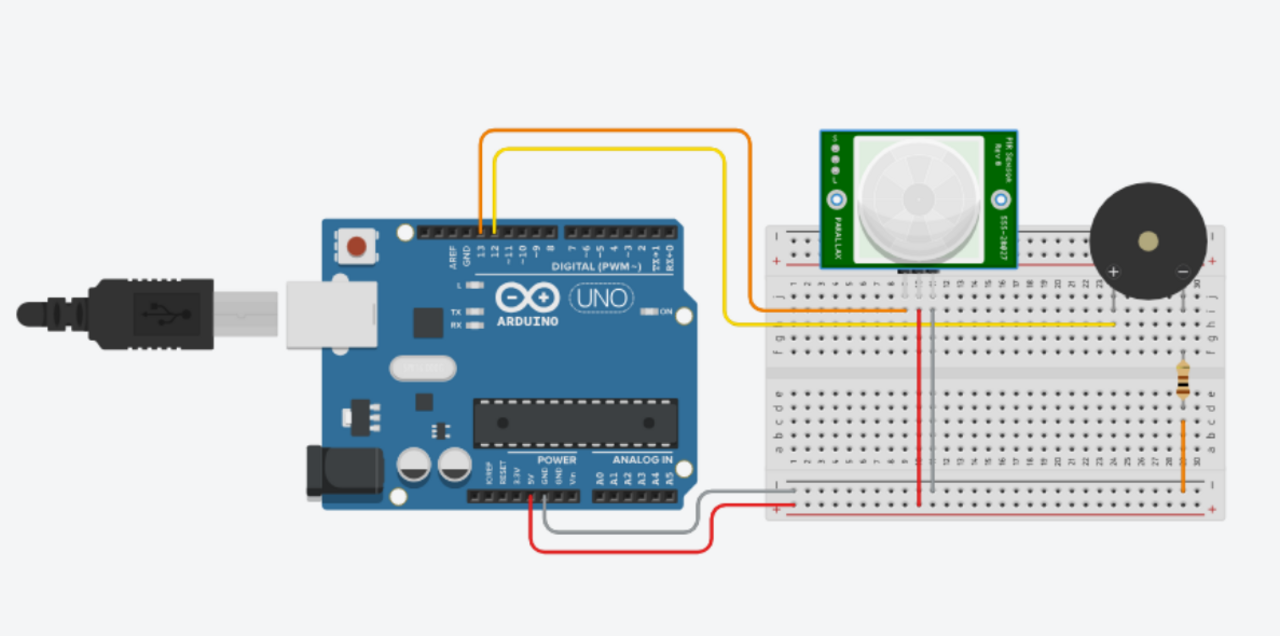 PIR SENSOR
Rev B
555-28027
PARALLAX
AREF
GND
13
12
~11
~10
~9
8
7
~6
~5
4
~3
2
TX→1
RX←0
DIGITAL (PWM~)
L
TX
RX
UNO
ON
ARDUINO
POWER
ANALOG IN
IOREF
RESET
3.3V
5V
GND
GND
Vin
A0
A1
A2
A3
A4
A5
+
−